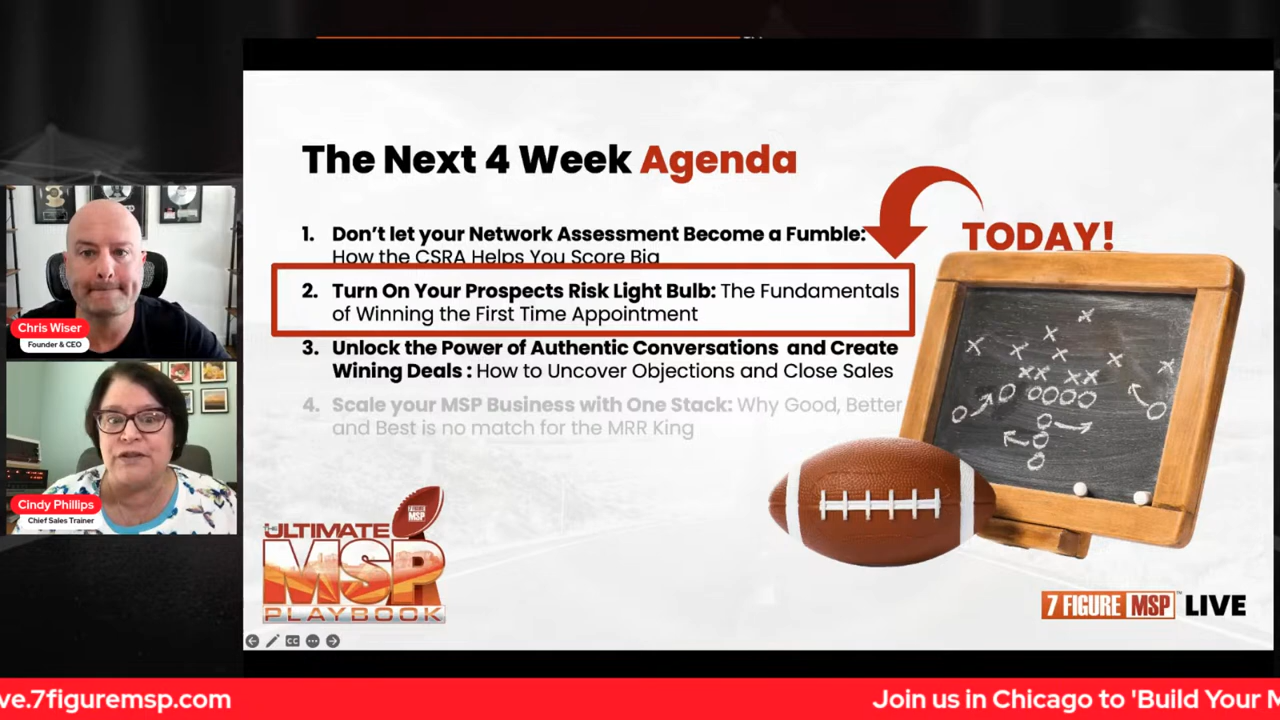 The Next 4 Week Agenda
1. Don’t let your Network Assessment Become a Fumble:
How the CSRA Helps You Score Big
2. Turn On Your Prospects Risk Light Bulb: The Fundamentals
of Winning the First Time Appointment
3. Unlock the Power of Authentic Conversations and Create
Wining Deals : How to Uncover Objections and Close Sales
4. Scale your MSP Business with One Stack: Why Good, Better
and Best is no match for the MRR King
TODAY!
Chris Wiser
Founder & CEO
Cindy Phillips
Chief Sales Trainer
THE
ULTIMATE
MSP
PLAYBOOK
7 FIGURE MSP
7 FIGURE MSP™ LIVE
CC
ve.7figuremsp.com
Join us in Chicago to 'Build Your M